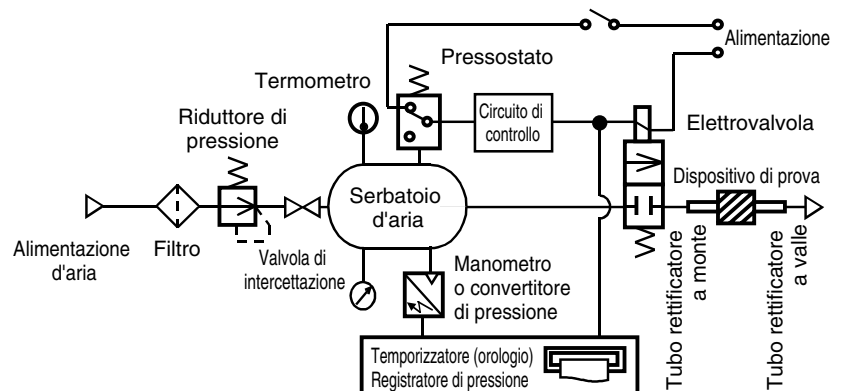 Alimentazione
Pressostato
Termometro
Riduttore di
pressione
Circuito di
controllo
Elettrovalvola
Dispositivo di prova
Serbatoio
d'aria
Alimentazione
d'aria
Filtro
Valvola di
intercettazione
Manometro
o convertitore
di pressione
Tubo rettificatore
a monte
Tubo rettificatore
a valle
Temporizzatore (orologio)
Registratore di pressione